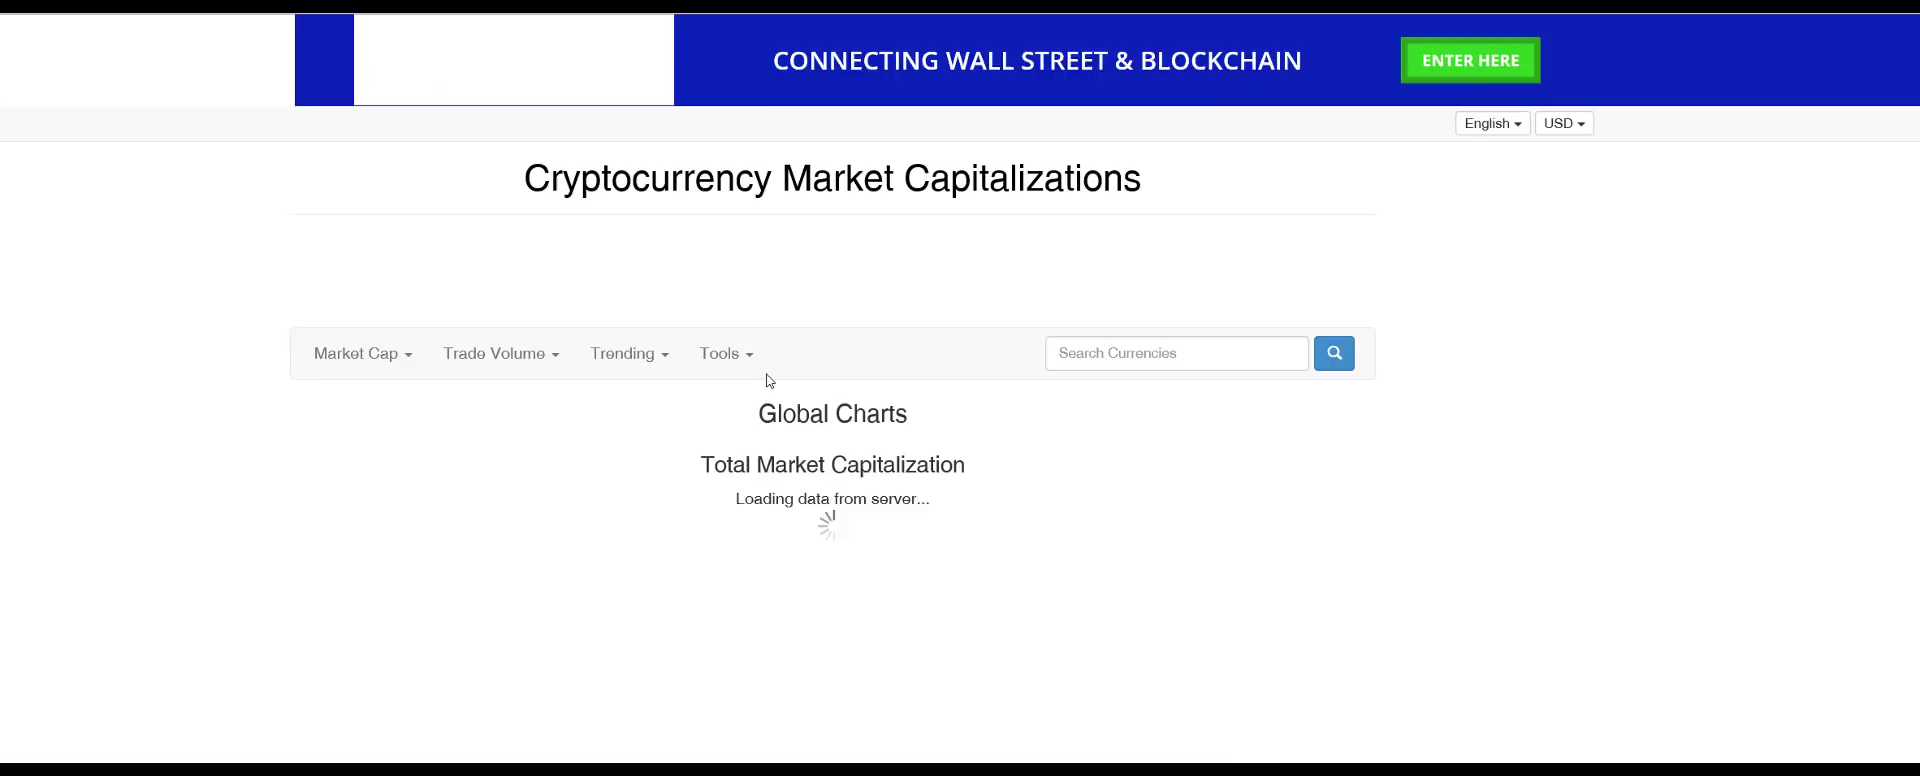 CONNECTING WALL STREET & BLOCKCHAIN
ENTER HERE
English
USD
Cryptocurrency Market Capitalizations
Market Cap
Trade Volume
Trending
Tools
Search Currencies
Global Charts
Total Market Capitalization
Loading data from server...